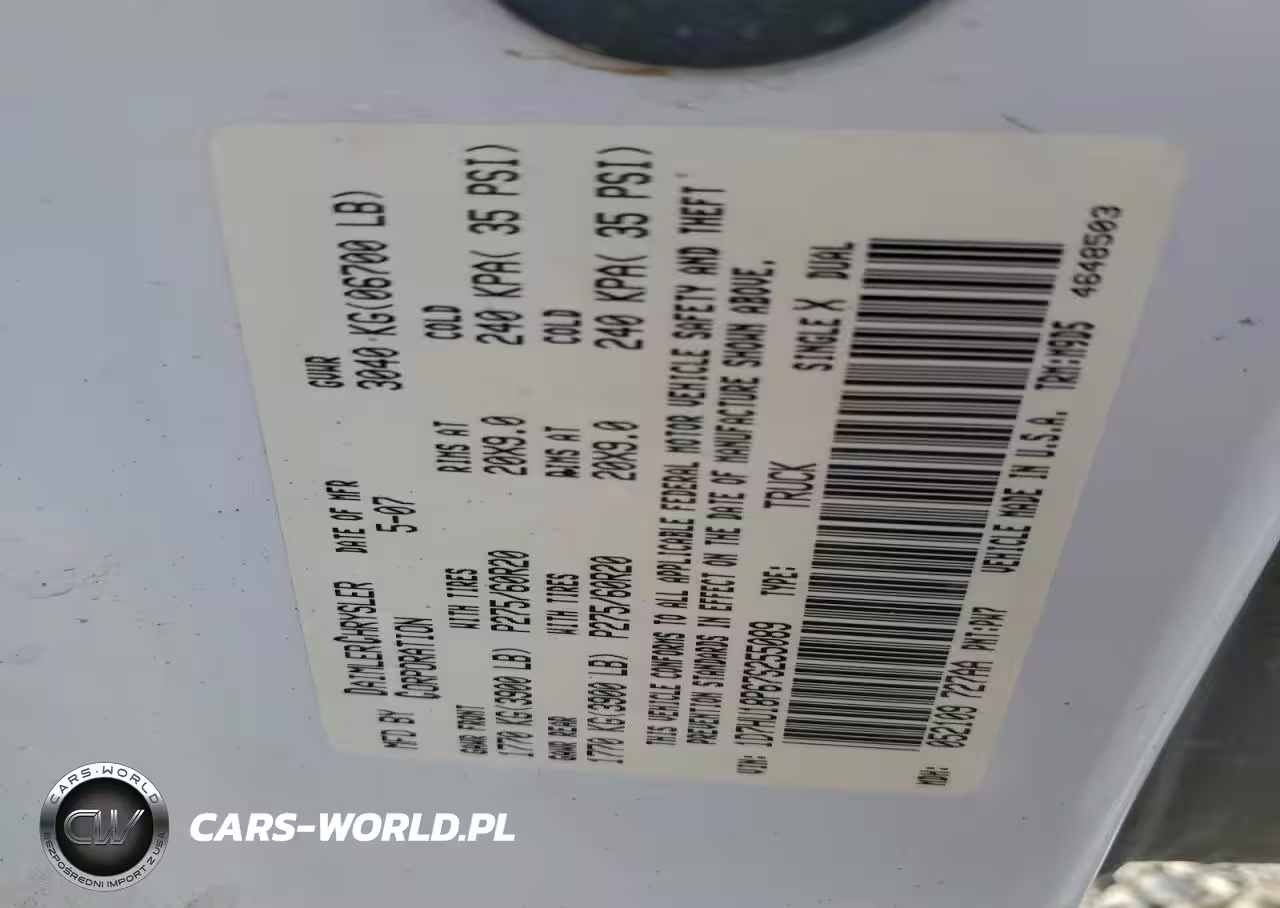 MFD BY DAIMLERCHRYSLER CORPORATION DATE OF MFR 5-07 GVWR 3040 KG(06700 LB)
GAWR FRONT WITH TIRES RIMS AT COLD
1770 KG(3900 LB) P275/60R20 20X9.0 240 KPA( 35 PSI)
GAWR REAR WITH TIRES RIMS AT COLD
1770 KG(3900 LB) P275/60R20 20X9.0 240 KPA( 35 PSI)
THIS VEHICLE CONFORMS TO ALL APPLICABLE FEDERAL MOTOR VEHICLE SAFETY AND THEFT
PREVENTION STANDARDS IN EFFECT ON THE DATE OF MANUFACTURE SHOWN ABOVE.
VIN: 1D7HU18P67S255089 TYPE: TRUCK SINGLE X DUAL
MDH: 052109 727AA PNT:PW7 VEHICLE MADE IN U.S.A. TRM:M9D5 4648503
CARS-WORLD
CW
BEZPOŚREDNI IMPORT Z USA
CARS-WORLD.PL